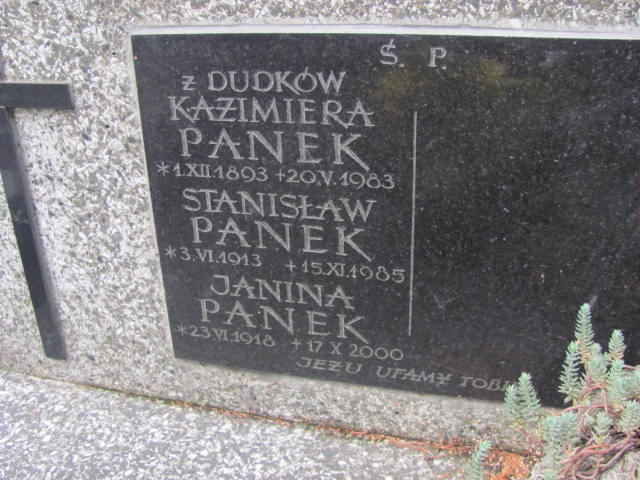 Ś. P.
z DUDKÓW
KAZIMIERA
PANEK
*1.XII.1893 +20.V.1983
STANISŁAW
PANEK
*3.VI.1913 +15.XI.1985
JANINA
PANEK
*23.VI.1918 +17 X 2000
JEZU UFAMY TOBIE